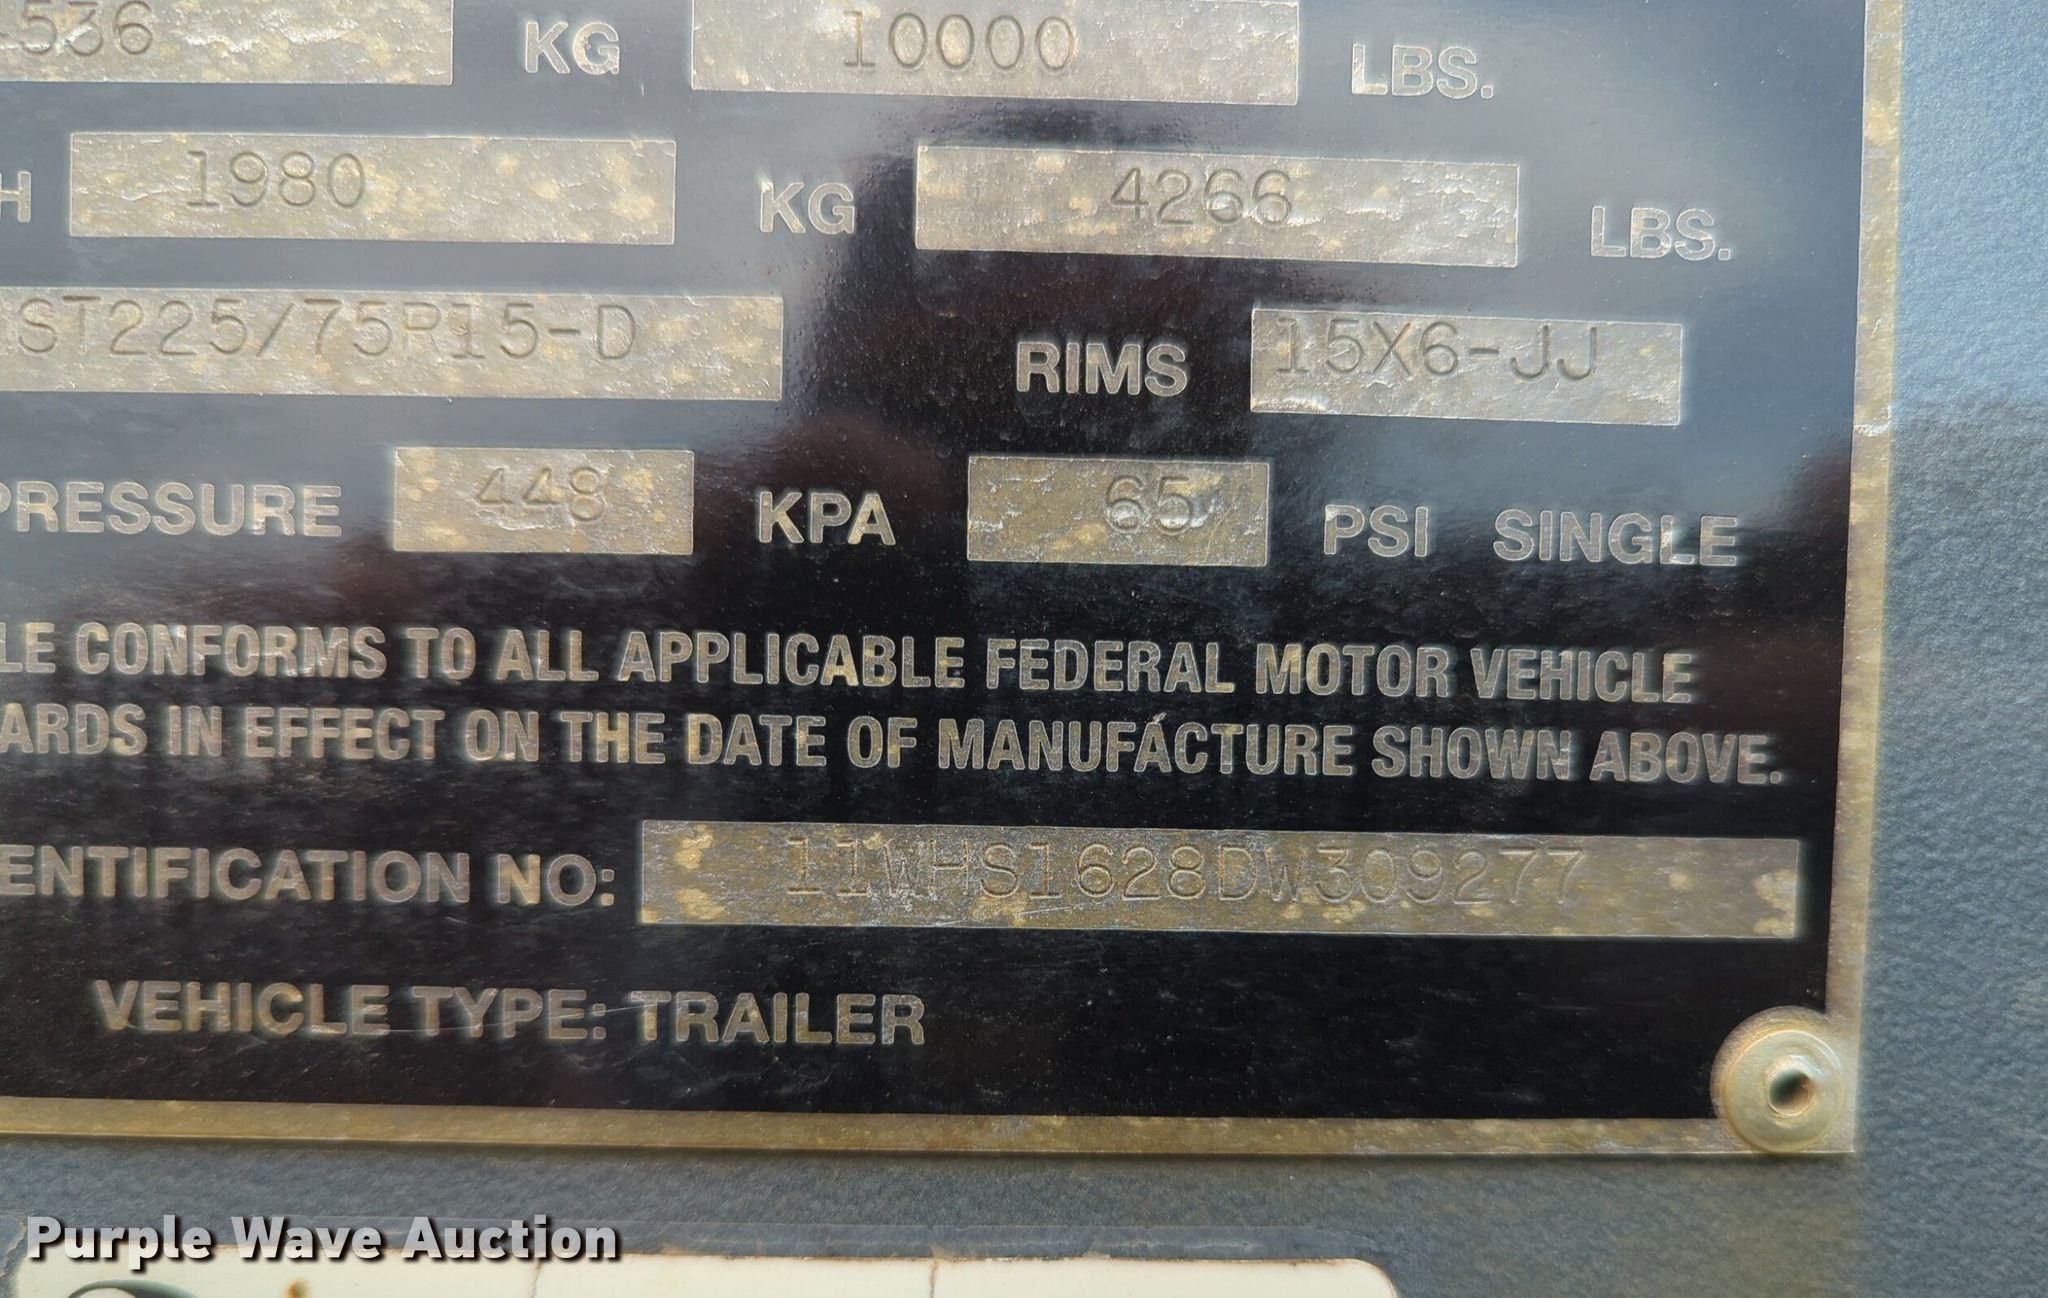 4536 KG 10000 LBS.
H 1980 KG 4266 LBS.
ST225/75R15-D RIMS 15X6-JJ
PRESSURE 448 KPA 65 PSI SINGLE
LE CONFORMS TO ALL APPLICABLE FEDERAL MOTOR VEHICLE
ARDS IN EFFECT ON THE DATE OF MANUFACTURE SHOWN ABOVE.
ENTIFICATION NO: 11WHS1628DW309277
VEHICLE TYPE: TRAILER
Purple Wave Auction